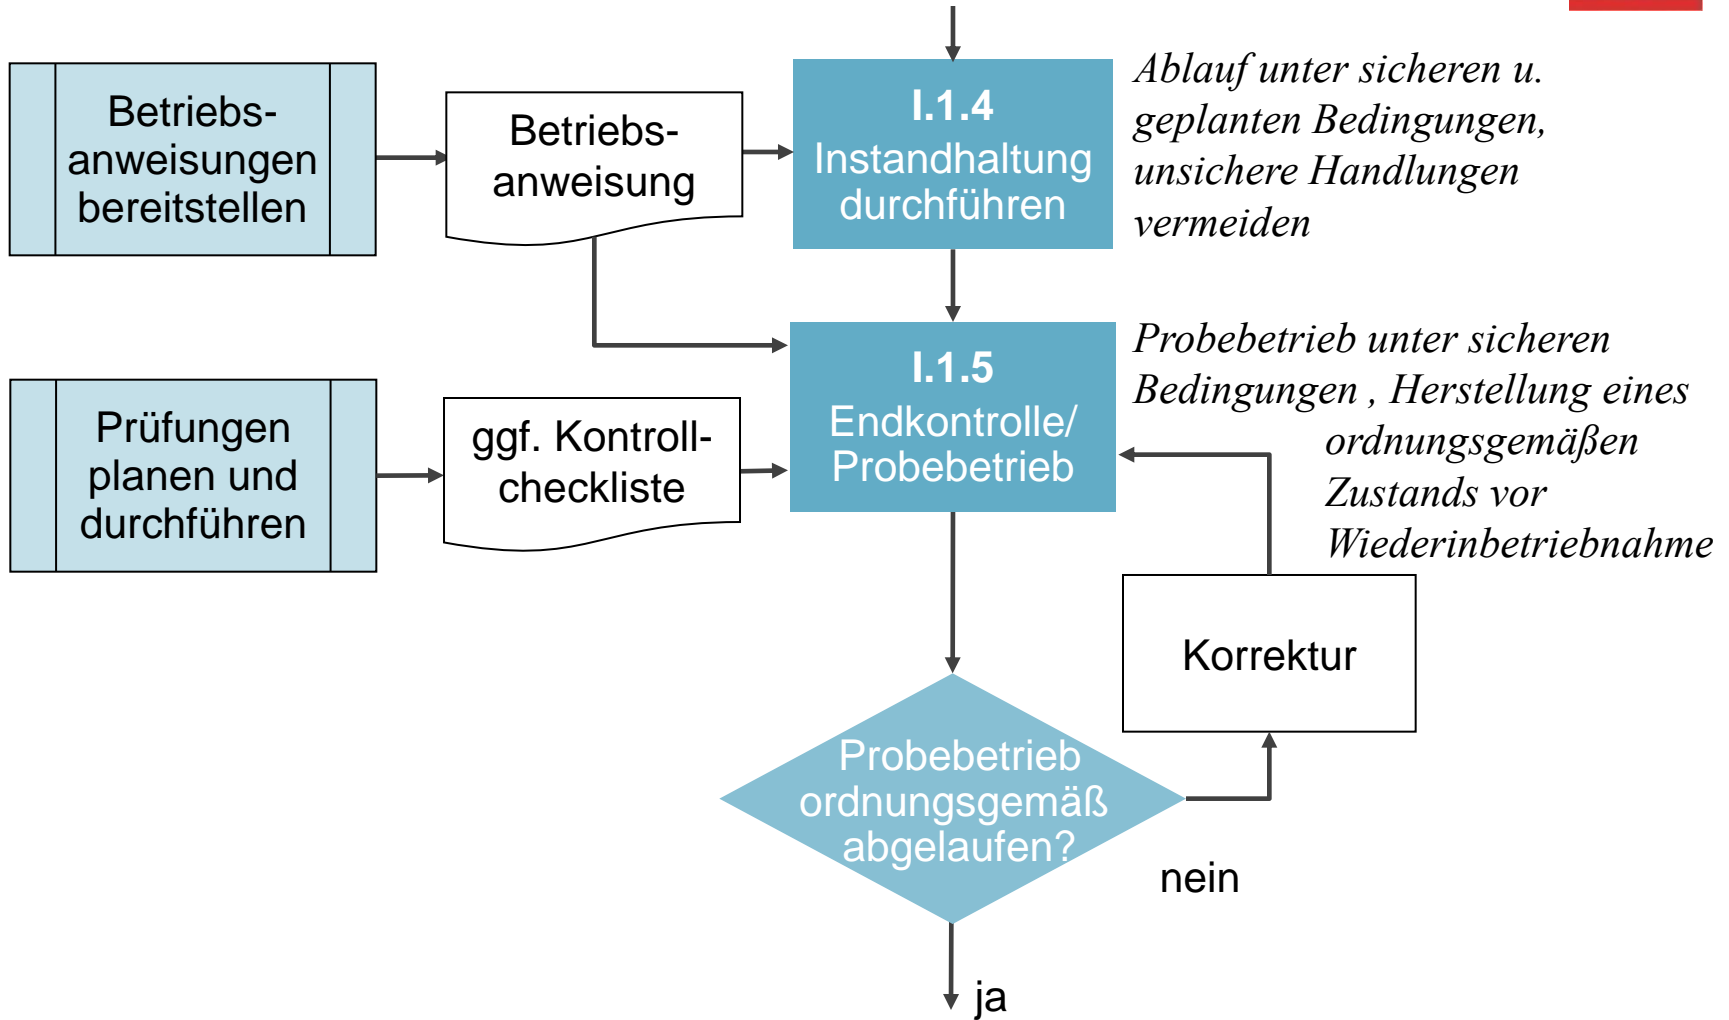 Betriebs-
anweisungen
bereitstellen
Betriebs-
anweisung
I.1.4
Instandhaltung
durchführen
Ablauf unter sicheren u.
geplanten Bedingungen,
unsichere Handlungen
vermeiden
Prüfungen
planen und
durchführen
ggf. Kontroll-
checkliste
I.1.5
Endkontrolle/
Probebetrieb
Probebetrieb unter sicheren
Bedingungen , Herstellung eines
ordnungsgemäßen
Zustands vor
Wiederinbetriebnahme
Korrektur
Probebetrieb
ordnungsgemäß
abgelaufen?
nein
ja